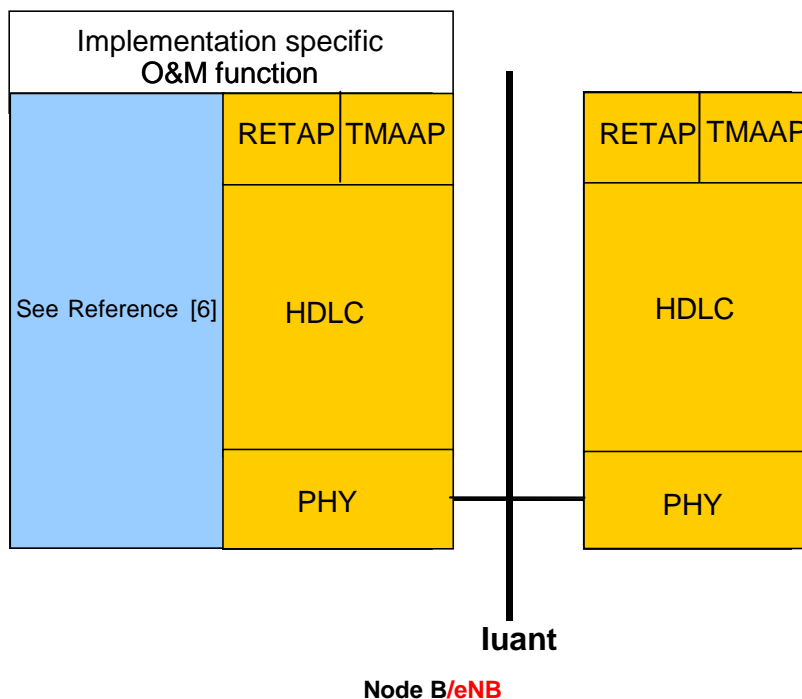 Implementation specific
O&M function
RETAP TMAAP
RETAP TMAAP
See Reference [6]
HDLC
HDLC
PHY
PHY
Iuant
Node B/eNB